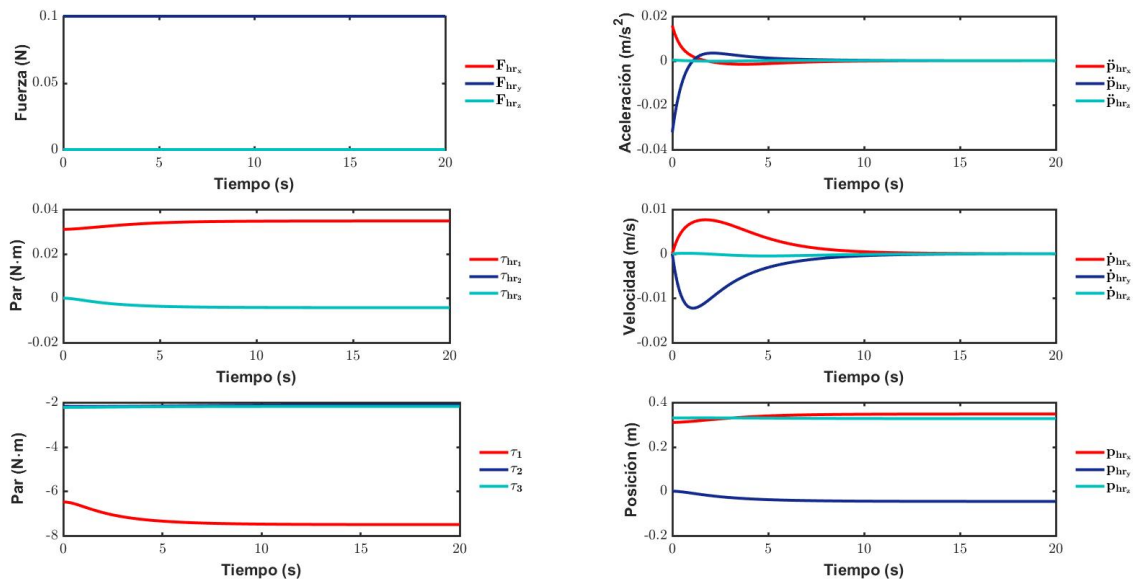 Fuerza (N)
0.1
0.05
0
0 5 10 15 20
Tiempo (s)
F_hr_x
F_hr_y
F_hr_z
Aceleración (m/s²)
0.02
0
-0.02
-0.04
0 5 10 15 20
Tiempo (s)
p̈_hr_x
p̈_hr_y
p̈_hr_z
Par (N·m)
0.04
0.02
0
-0.02
0 5 10 15 20
Tiempo (s)
τ_hr_1
τ_hr_2
τ_hr_3
Velocidad (m/s)
0.01
0
-0.01
-0.02
0 5 10 15 20
Tiempo (s)
ṗ_hr_x
ṗ_hr_y
ṗ_hr_z
Par (N·m)
-2
-4
-6
-8
0 5 10 15 20
Tiempo (s)
τ_1
τ_2
τ_3
Posición (m)
0.4
0.2
0
-0.2
0 5 10 15 20
Tiempo (s)
p_hr_x
p_hr_y
p_hr_z